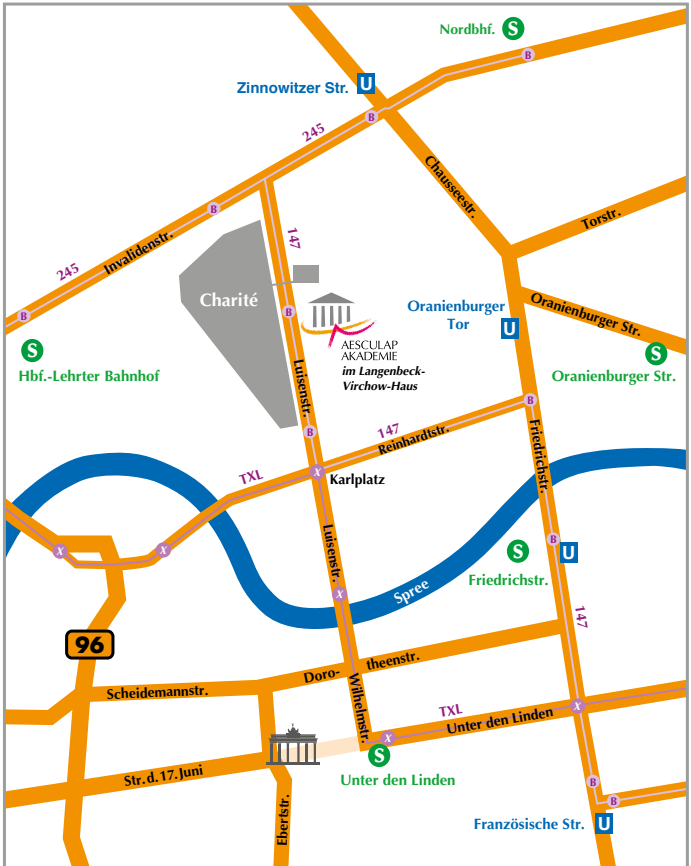 Nordbhf. S
B
Zinnowitzer Str. U
B
245
Chausseestr.
B
Torstr.
147
Invalidenstr.
245
Charité
Oranienburger
Tor U
Oranienburger Str.
B
B
S
AESCULAP
AKADEMIE
im Langenbeck-
Virchow-Haus
S
Hbf.-Lehrter Bahnhof
Oranienburger Str.
Luisenstr.
B
B
147
Reinhardtstr.
Friedrichstr.
TXL
X
Karlplatz
X
X
Luisenstr.
B
S
U
Friedrichstr.
X
Spree
147
96
Doro-
theenstr.
Scheidemannstr.
Wilhelmstr.
TXL
X
Unter den Linden
X
S
Str. d. 17. Juni
Unter den Linden
B
B
Ebertstr.
Französische Str. U